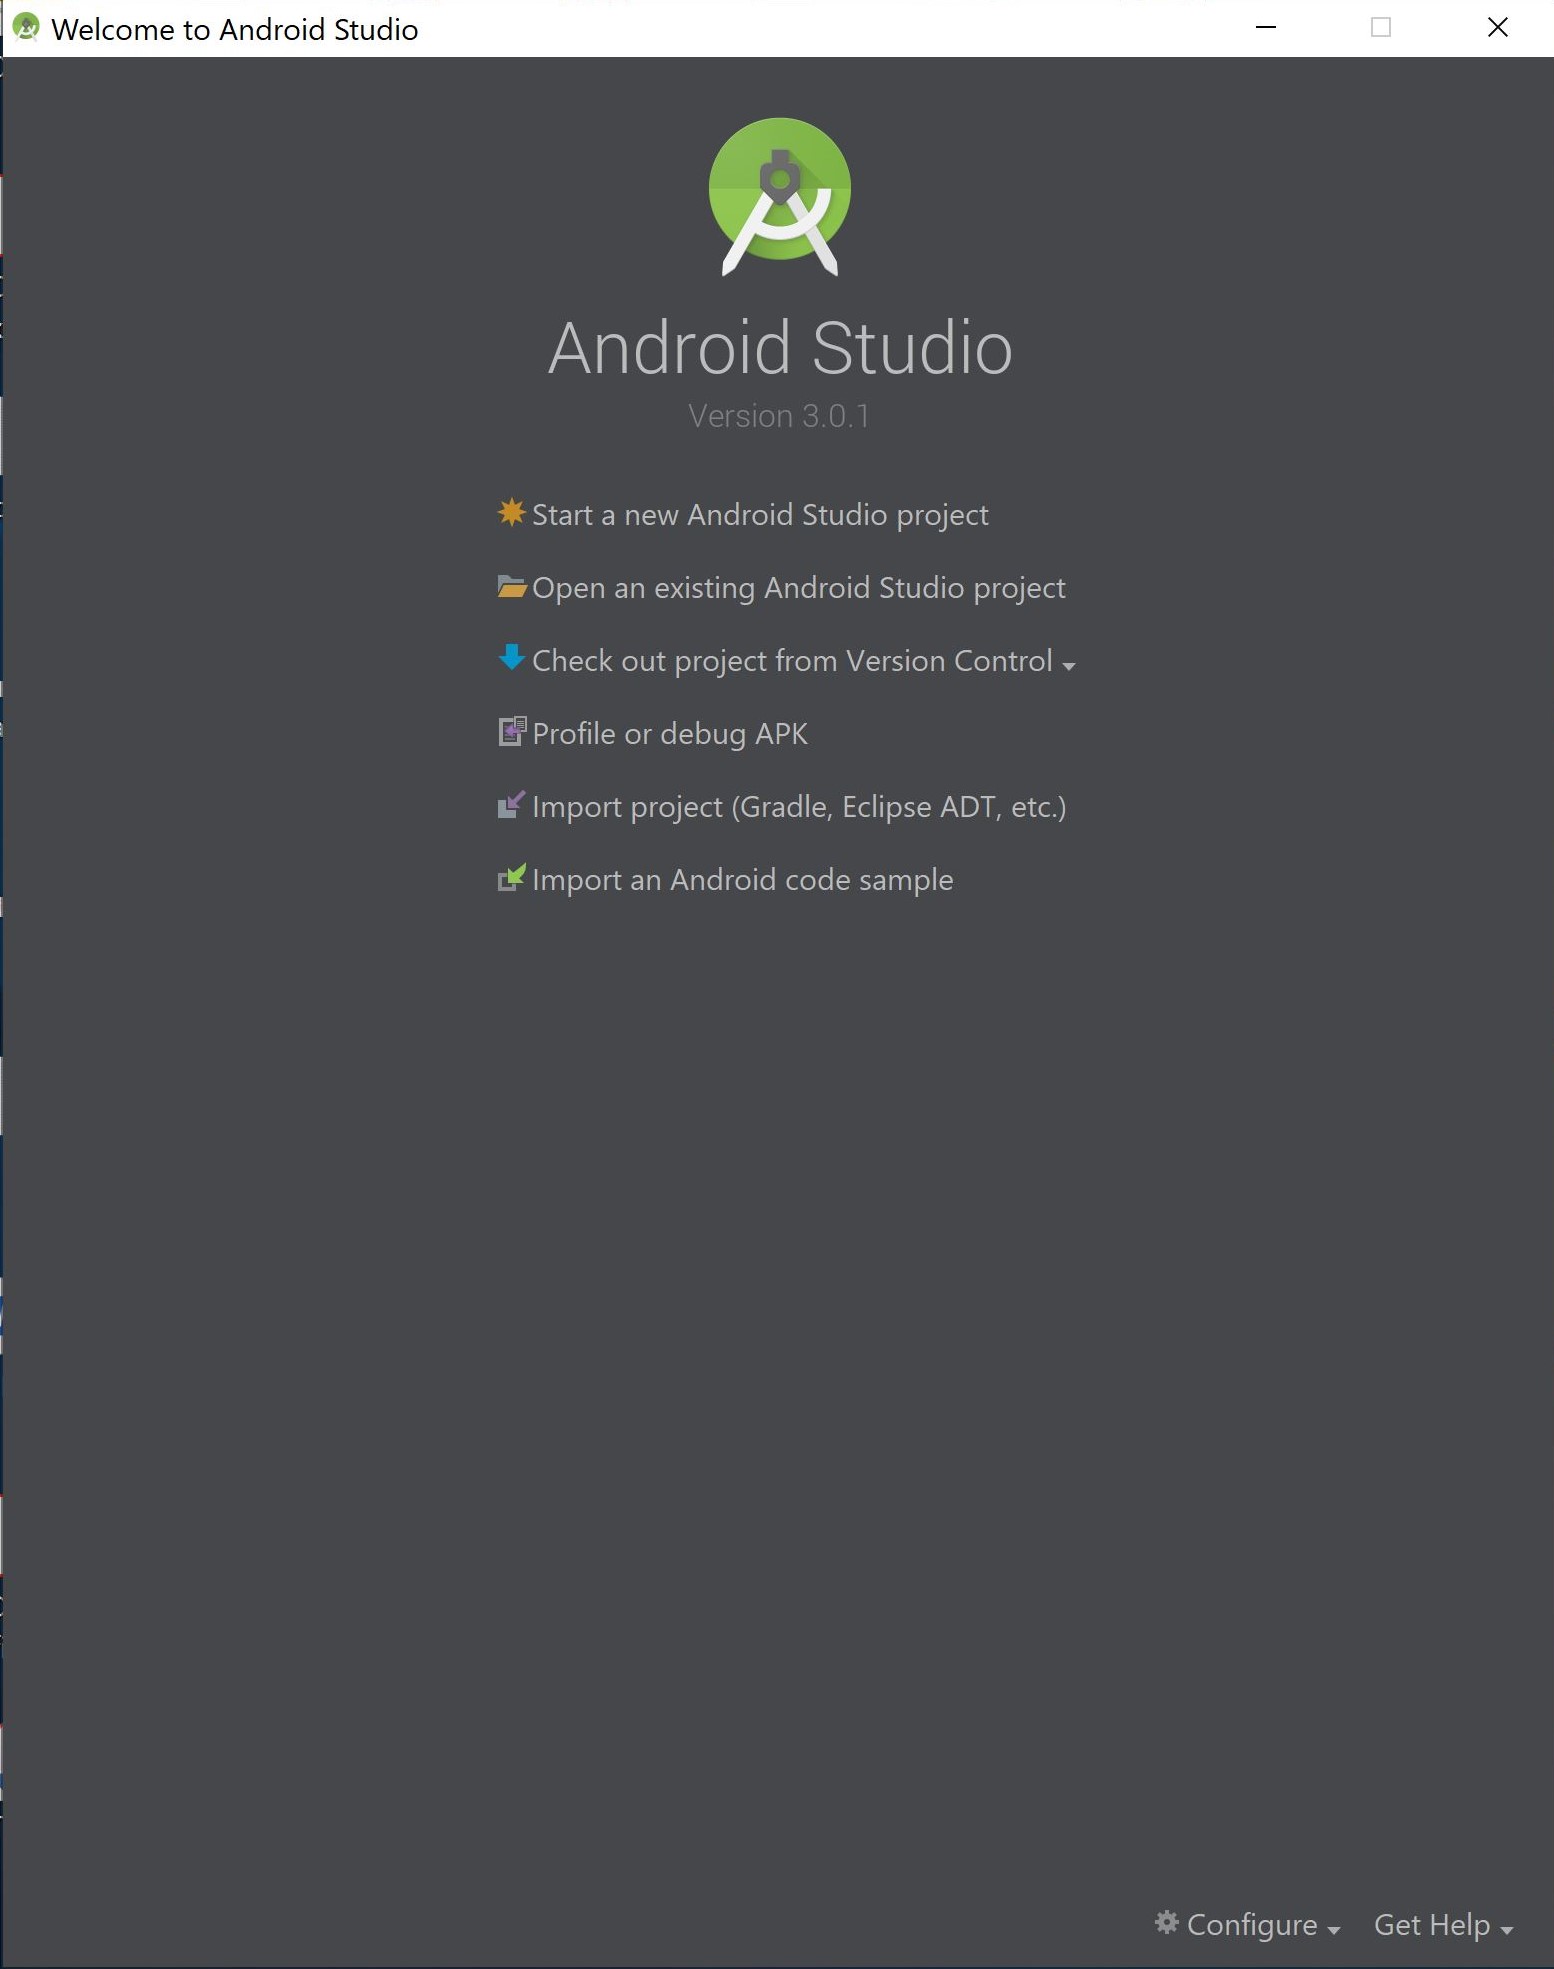 Welcome to Android Studio
Android Studio
Version 3.0.1
Start a new Android Studio project
Open an existing Android Studio project
Check out project from Version Control
Profile or debug APK
Import project (Gradle, Eclipse ADT, etc.)
Import an Android code sample
Configure Get Help